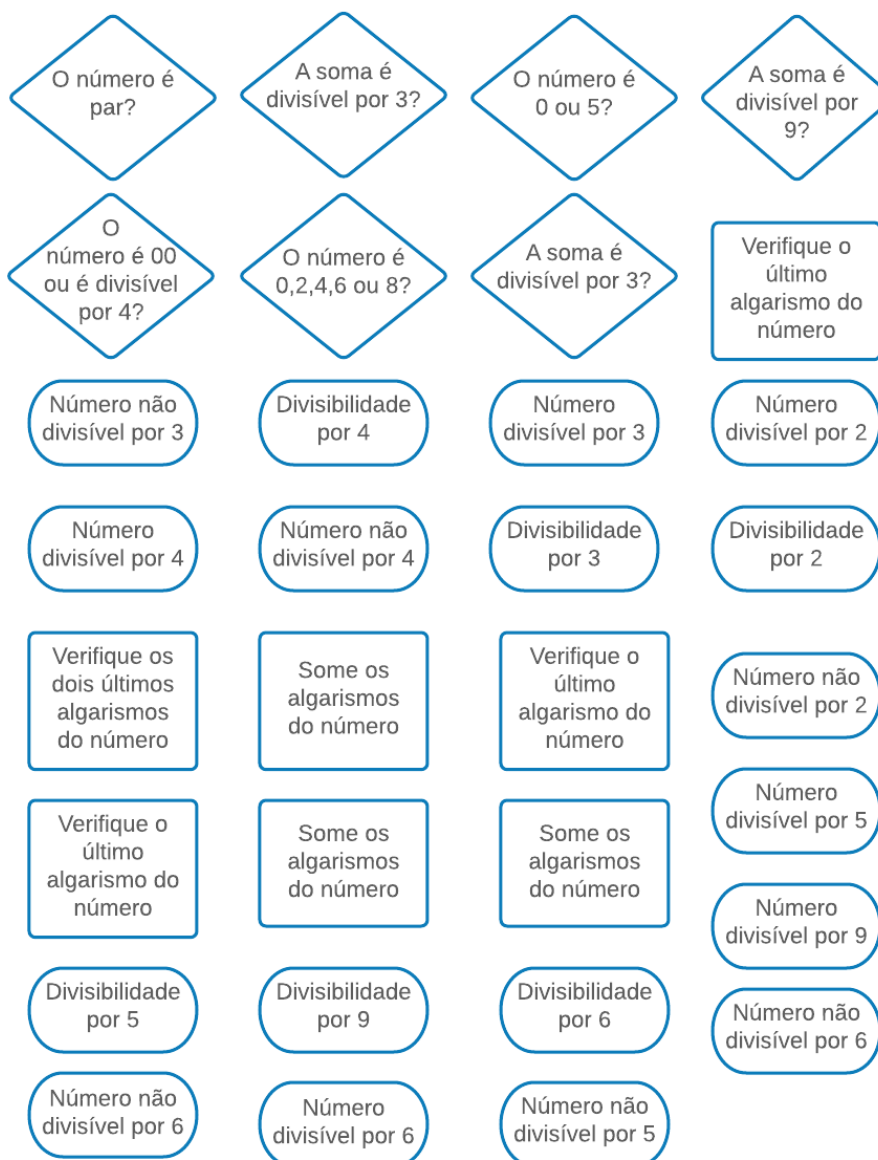 O número é
par?
A soma é
divisível por 3?
O número é
0 ou 5?
A soma é
divisível por
9?
O
número é 00
ou é divisível
por 4?
O número é
0,2,4,6 ou 8?
A soma é
divisível por 3?
Verifique o
último
algarismo do
número
Número não
divisível por 3
Divisibilidade
por 4
Número
divisível por 3
Número
divisível por 2
Número
divisível por 4
Número não
divisível por 4
Divisibilidade
por 3
Divisibilidade
por 2
Verifique os
dois últimos
algarismos
do número
Some os
algarismos
do número
Verifique o
último
algarismo do
número
Número não
divisível por 2
Verifique o
último
algarismo do
número
Some os
algarismos
do número
Some os
algarismos
do número
Número
divisível por 5
Número
divisível por 9
Divisibilidade
por 5
Divisibilidade
por 9
Divisibilidade
por 6
Número não
divisível por 6
Número não
divisível por 6
Número
divisível por 6
Número não
divisível por 5